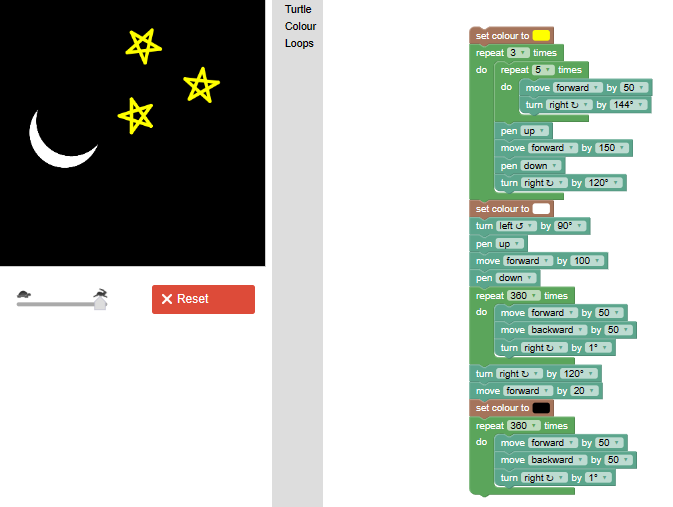 Turtle
Colour
Loops
Reset
set colour to
repeat 3 times
do repeat 5 times
do move forward by 50
turn right ↻ by 144°
pen up
move forward by 150
pen down
turn right ↻ by 120°
set colour to
turn left ↺ by 90°
pen up
move forward by 100
pen down
repeat 360 times
do move forward by 50
move backward by 50
turn right ↻ by 1°
turn right ↻ by 120°
move forward by 20
set colour to
repeat 360 times
do move forward by 50
move backward by 50
turn right ↻ by 1°